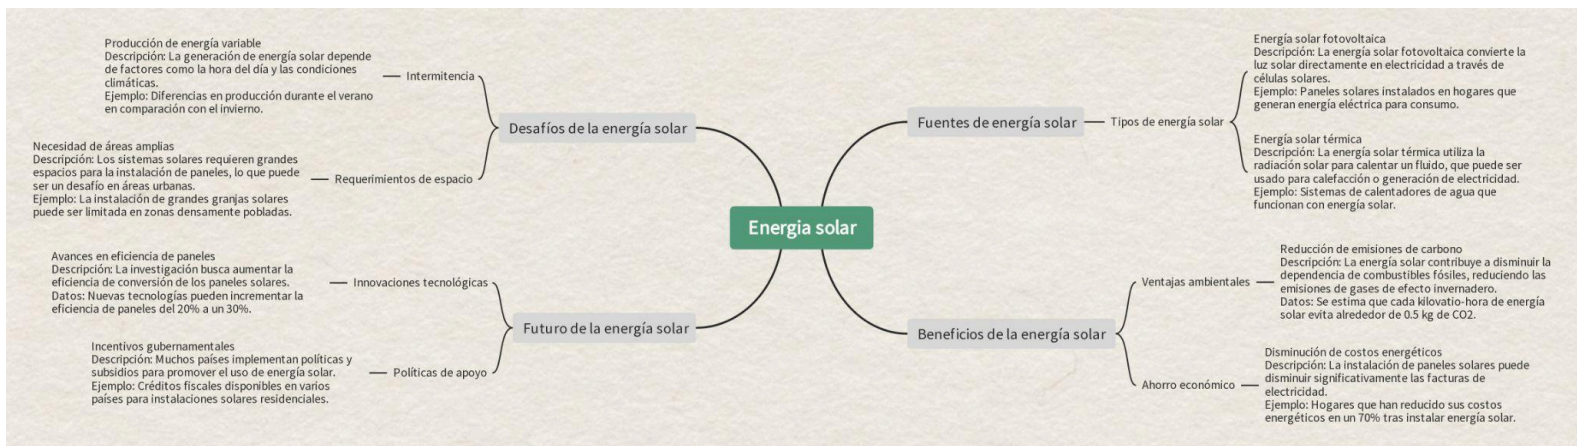 Energia solar
Fuentes de energía solar
Tipos de energía solar
Energía solar fotovoltaica
Descripción: La energía solar fotovoltaica convierte la
luz solar directamente en electricidad a través de
células solares.
Ejemplo: Paneles solares instalados en hogares que
generan energía eléctrica para consumo.
Energía solar térmica
Descripción: La energía solar térmica utiliza la
radiación solar para calentar un fluido, que puede ser
usado para calefacción o generación de electricidad.
Ejemplo: Sistemas de calentadores de agua que
funcionan con energía solar.
Beneficios de la energía solar
Ventajas ambientales
Reducción de emisiones de carbono
Descripción: La energía solar contribuye a disminuir la
dependencia de combustibles fósiles, reduciendo las
emisiones de gases de efecto invernadero.
Datos: Se estima que cada kilovatio-hora de energía
solar evita alrededor de 0.5 kg de CO2.
Ahorro económico
Disminución de costos energéticos
Descripción: La instalación de paneles solares puede
disminuir significativamente las facturas de
electricidad.
Ejemplo: Hogares que han reducido sus costos
energéticos en un 70% tras instalar energía solar.
Desafíos de la energía solar
Intermitencia
Producción de energía variable
Descripción: La generación de energía solar depende
de factores como la hora del día y las condiciones
climáticas.
Ejemplo: Diferencias en producción durante el verano
en comparación con el invierno.
Requerimientos de espacio
Necesidad de áreas amplias
Descripción: Los sistemas solares requieren grandes
espacios para la instalación de paneles, lo que puede
ser un desafío en áreas urbanas.
Ejemplo: La instalación de grandes granjas solares
puede ser limitada en zonas densamente pobladas.
Futuro de la energía solar
Innovaciones tecnológicas
Avances en eficiencia de paneles
Descripción: La investigación busca aumentar la
eficiencia de conversión de los paneles solares.
Datos: Nuevas tecnologías pueden incrementar la
eficiencia de paneles del 20% a un 30%.
Políticas de apoyo
Incentivos gubernamentales
Descripción: Muchos países implementan políticas y
subsidios para promover el uso de energía solar.
Ejemplo: Créditos fiscales disponibles en varios
países para instalaciones solares residenciales.